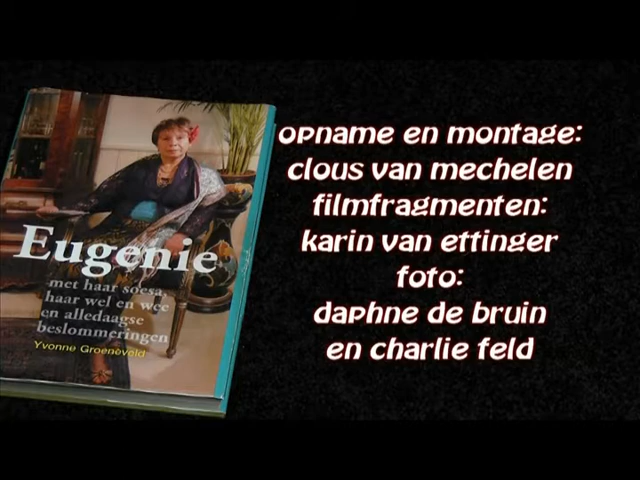 Eugenie
met haar soesa,
haar wel en wee
en alledaagse
beslommeringen
Yvonne Groeneveld
opname en montage:
clous van mechelen
filmfragmenten:
karin van ettinger
foto:
daphne de bruin
en charlie feld